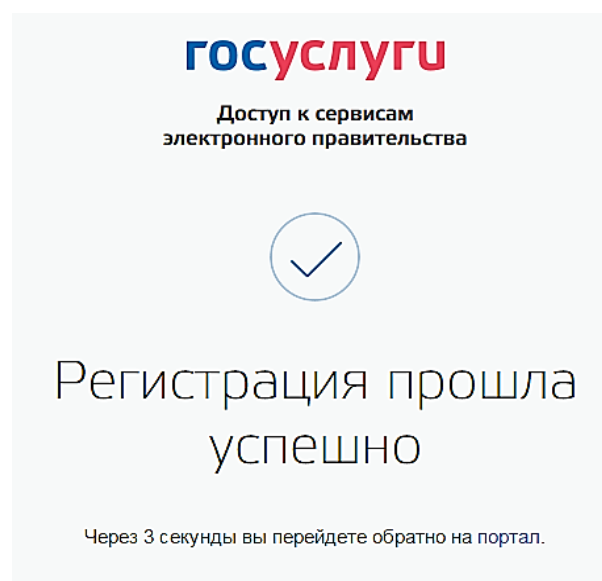 госуслуги
Доступ к сервисам
электронного правительства
Регистрация прошла
успешно
Через 3 секунды вы перейдете обратно на портал.